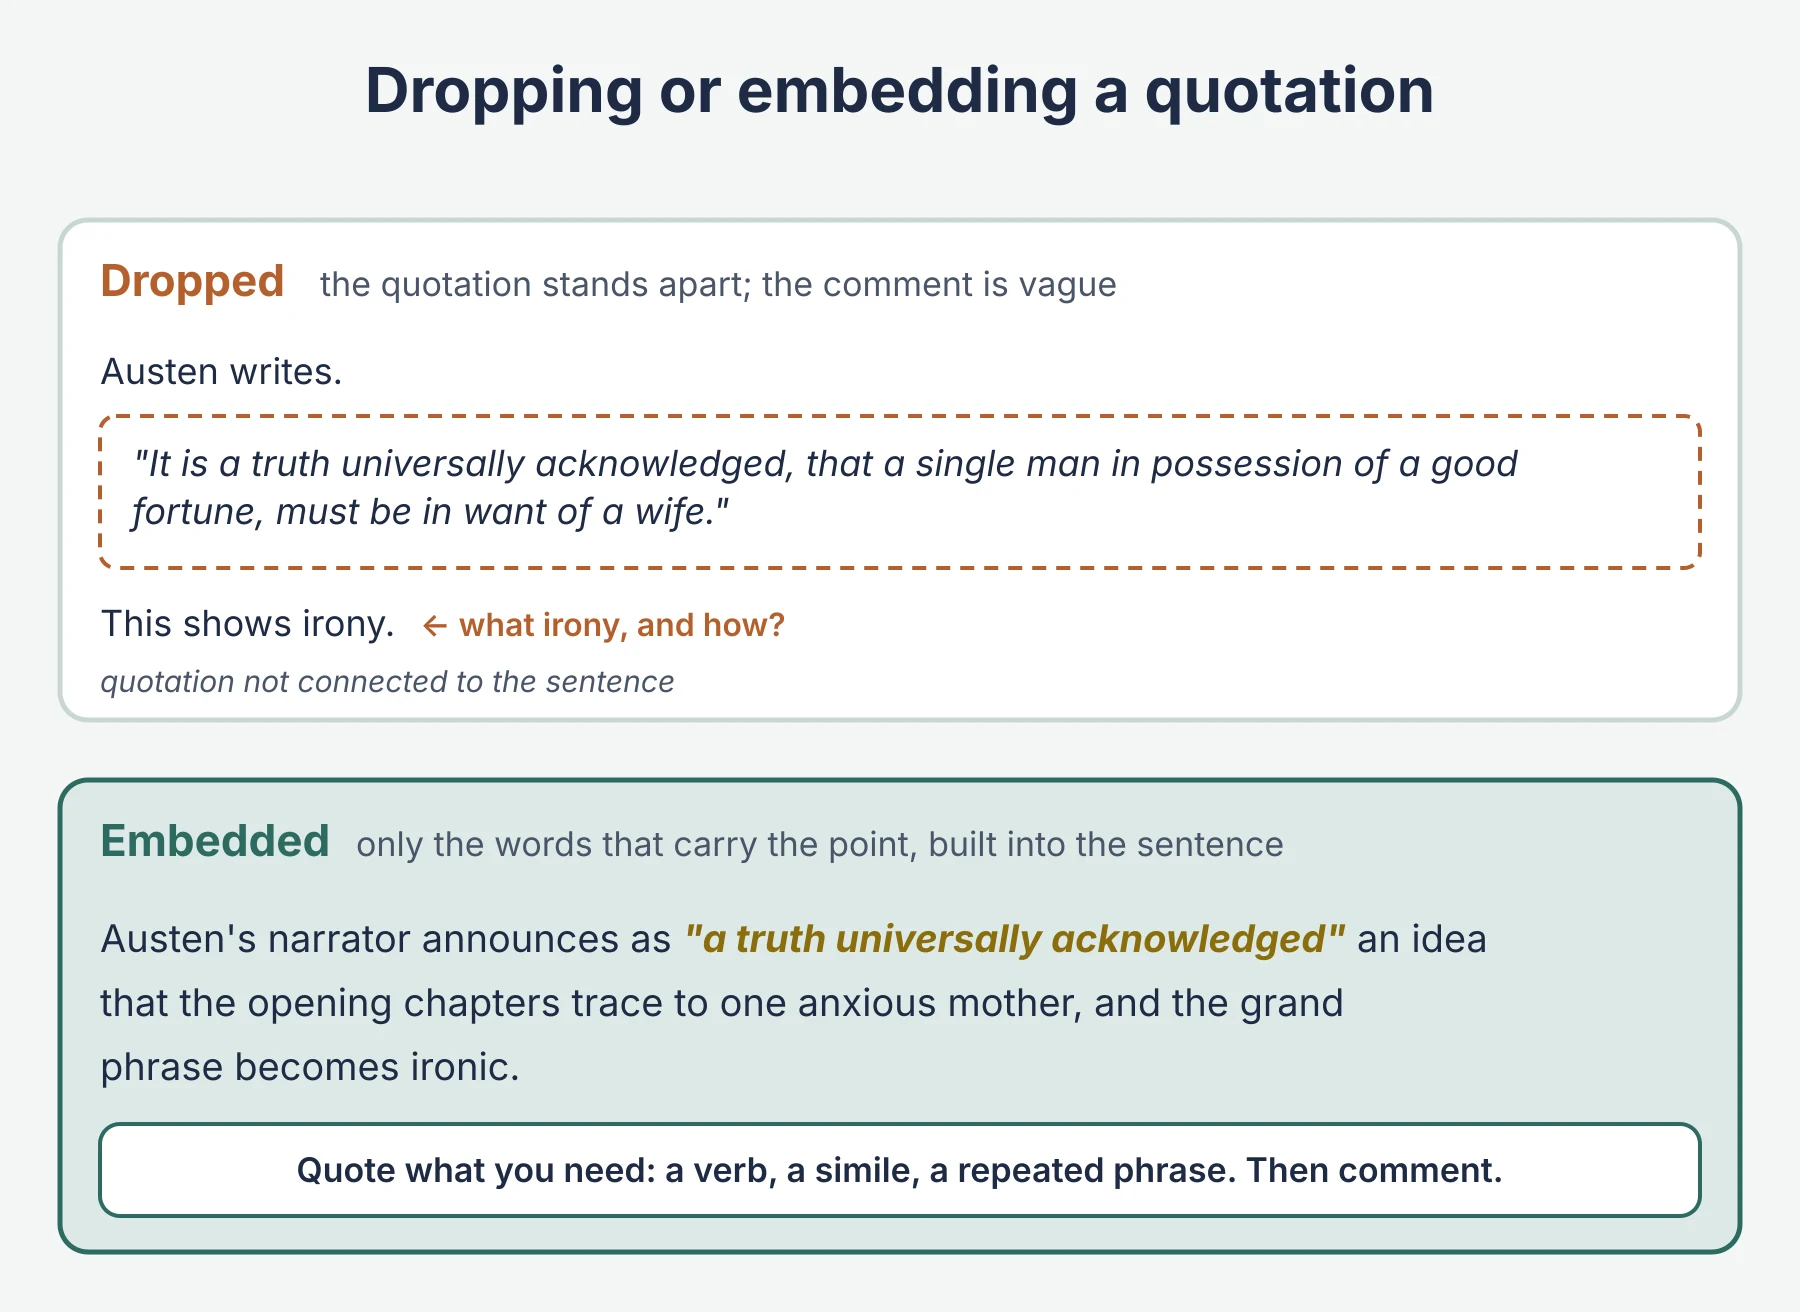 Dropping or embedding a quotation
Dropped the quotation stands apart; the comment is vague
Austen writes.
"It is a truth universally acknowledged, that a single man in possession of a good
fortune, must be in want of a wife."
This shows irony. ← what irony, and how?
quotation not connected to the sentence
Embedded only the words that carry the point, built into the sentence
Austen's narrator announces as "a truth universally acknowledged" an idea
that the opening chapters trace to one anxious mother, and the grand
phrase becomes ironic.
Quote what you need: a verb, a simile, a repeated phrase. Then comment.